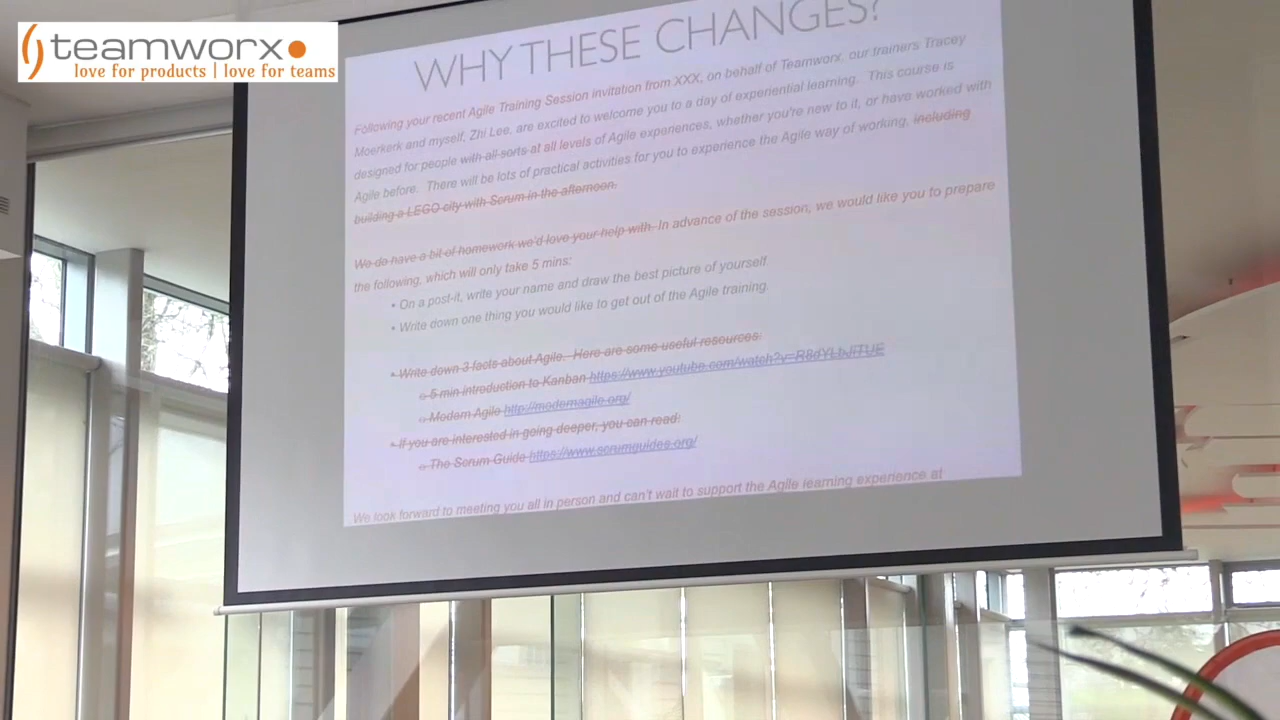 teamworx
love for products | love for teams
WHY THESE CHANGES?
Following your recent Agile Training Session invitation from XXX, on behalf of Teamworx, our trainers Tracey
Moerkerk and myself, Zhi Lee, are excited to welcome you to a day of experiential learning. This course is
designed for people with all sorts at all levels of Agile experiences, whether you're new to it, or have worked with
Agile before. There will be lots of practical activities for you to experience the Agile way of working, including
building a LEGO city with Scrum in the afternoon.
We do have a bit of homework we'd love your help with. In advance of the session, we would like you to prepare
the following, which will only take 5 mins:
• On a post-it, write your name and draw the best picture of yourself
• Write down one thing you would like to get out of the Agile training.
• Write down 3 facts about Agile. Here are some useful resources:
o 5 min introduction to Kanban https://www.youtube.com/watch?v=R8dYLbJiTUE
o Modern Agile http://modernagile.org/
• If you are interested in going deeper, you can read:
o The Scrum Guide https://www.scrumguides.org/
We look forward to meeting you all in person and can't wait to support the Agile learning experience at